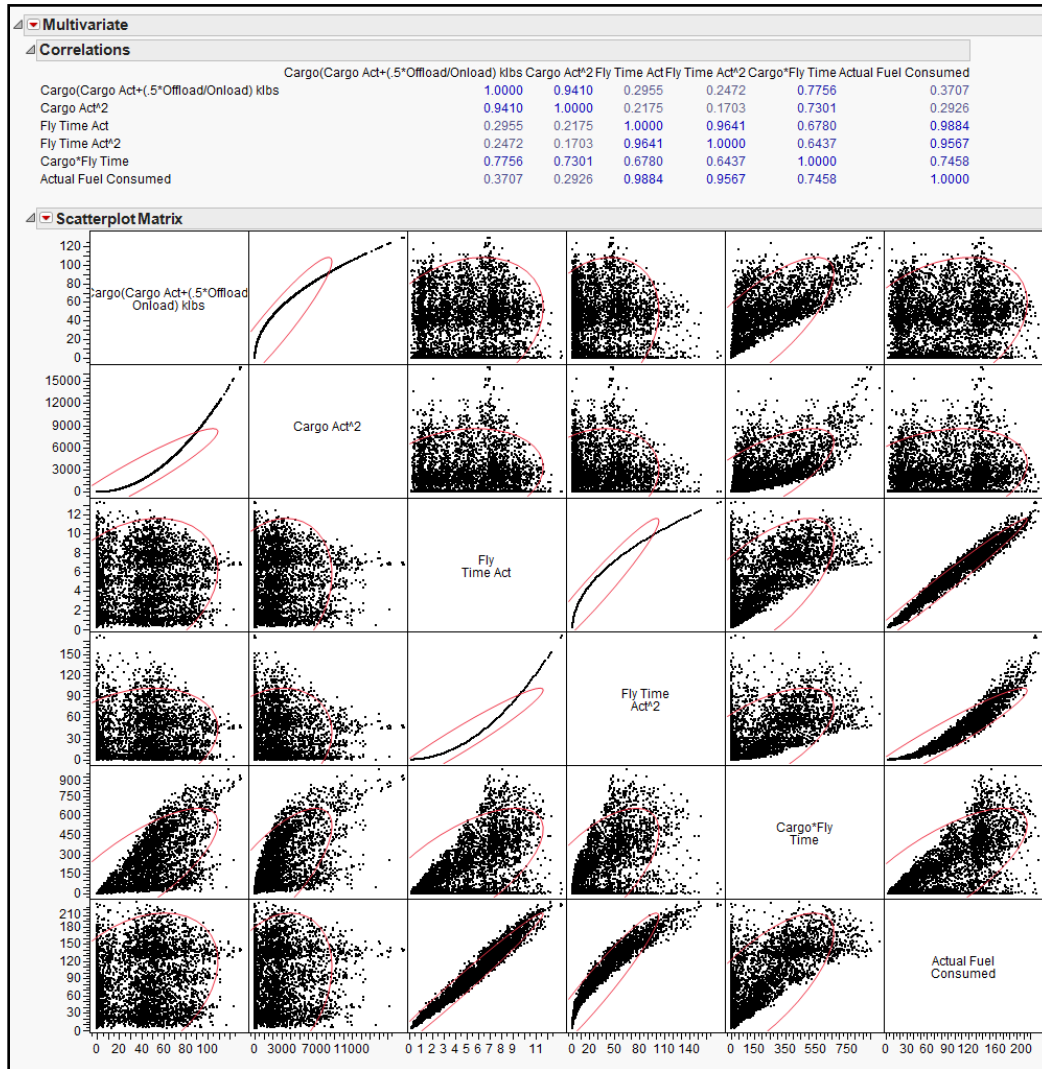 Multivariate
Correlations
Cargo(Cargo Act+(.5*Offload/Onload) klbs Cargo Act^2 Fly Time Act Fly Time Act^2 Cargo*Fly Time Actual Fuel Consumed
Cargo(Cargo Act+(.5*Offload/Onload) klbs 1.0000 0.9410 0.2955 0.2472 0.7756 0.3707
Cargo Act^2 0.9410 1.0000 0.2175 0.1703 0.7301 0.2926
Fly Time Act 0.2955 0.2175 1.0000 0.9641 0.6780 0.9884
Fly Time Act^2 0.2472 0.1703 0.9641 1.0000 0.6437 0.9567
Cargo*Fly Time 0.7756 0.7301 0.6780 0.6437 1.0000 0.7458
Actual Fuel Consumed 0.3707 0.2926 0.9884 0.9567 0.7458 1.0000
Scatterplot Matrix
120
100
80
60
40
20
0
Cargo(Cargo Act+(.5*Offload
Onload) klbs
15000
12000
9000
6000
3000
0
Cargo Act^2
12
10
8
6
4
2
0
Fly
Time Act
150
120
90
60
30
0
Fly Time
Act^2
900
750
600
450
300
150
0
Cargo*Fly
Time
210
180
150
120
90
60
30
0
Actual Fuel
Consumed
0 20 40 60 80 100
0 3000 7000 11000
0 1 2 3 4 5 6 7 8 9 11
0 20 40 60 80 110 140
0 150 350 550 750
0 30 60 90 120 160 200